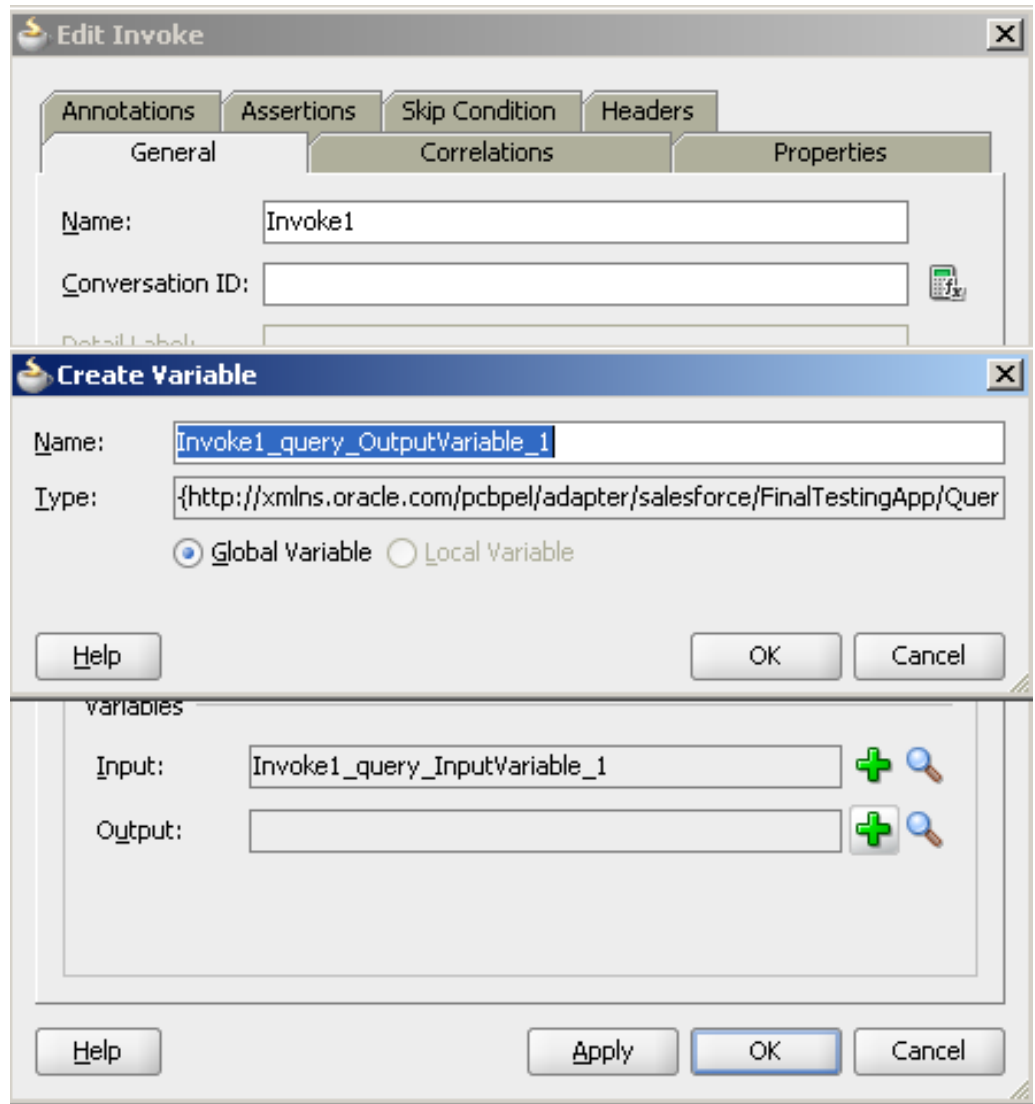 Edit Invoke
Annotations Assertions Skip Condition Headers
General Correlations Properties
Name: Invoke1
Conversation ID:
Detail Label:
Create Variable
Name: Invoke1_query_OutputVariable_1
Type: {http://xmlns.oracle.com/pcbpel/adapter/salesforce/FinalTestingApp/Quer
Global Variable Local Variable
Help OK Cancel
Variables
Input: Invoke1_query_InputVariable_1
Output:
Help Apply OK Cancel